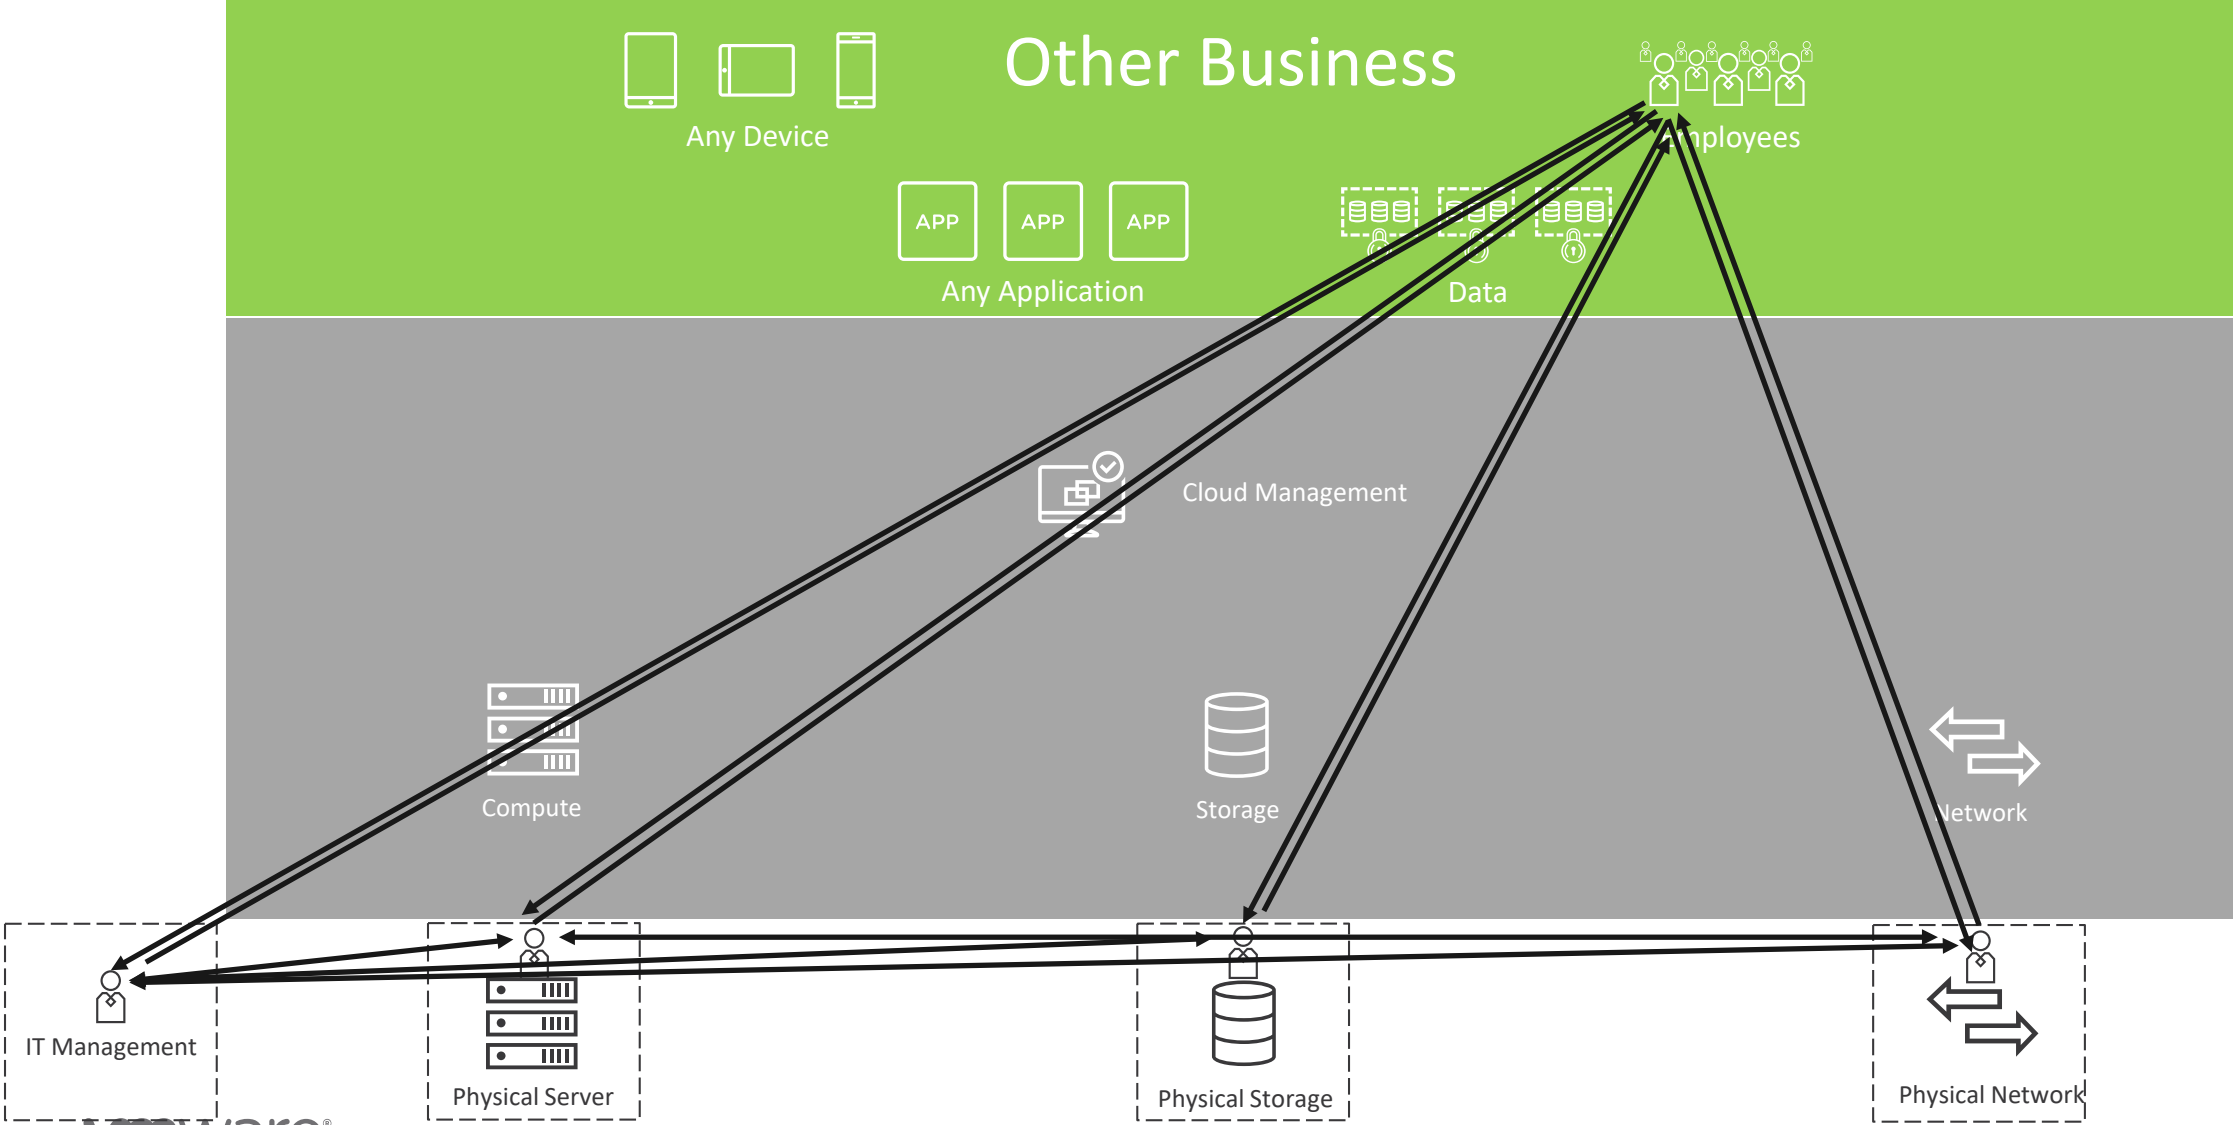 Other Business
Any Device
Employees
APP APP APP
Any Application
Data
Cloud Management
Compute
Storage
Network
IT Management
Physical Server
Physical Storage
Physical Network